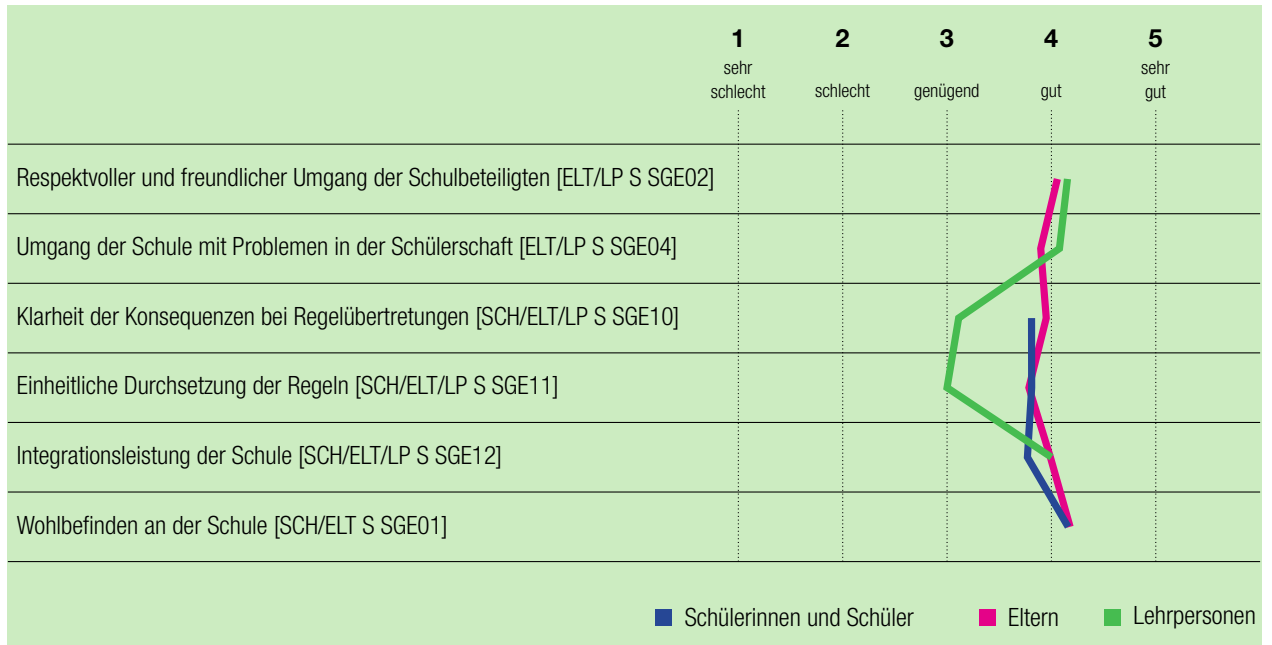 1 2 3 4 5
sehr schlecht schlecht genügend gut sehr gut
Respektvoller und freundlicher Umgang der Schulbeteiligten [ELT/LP S SGE02]
Umgang der Schule mit Problemen in der Schülerschaft [ELT/LP S SGE04]
Klarheit der Konsequenzen bei Regelübertretungen [SCH/ELT/LP S SGE10]
Einheitliche Durchsetzung der Regeln [SCH/ELT/LP S SGE11]
Integrationsleistung der Schule [SCH/ELT/LP S SGE12]
Wohlbefinden an der Schule [SCH/ELT S SGE01]
Schülerinnen und Schüler Eltern Lehrpersonen